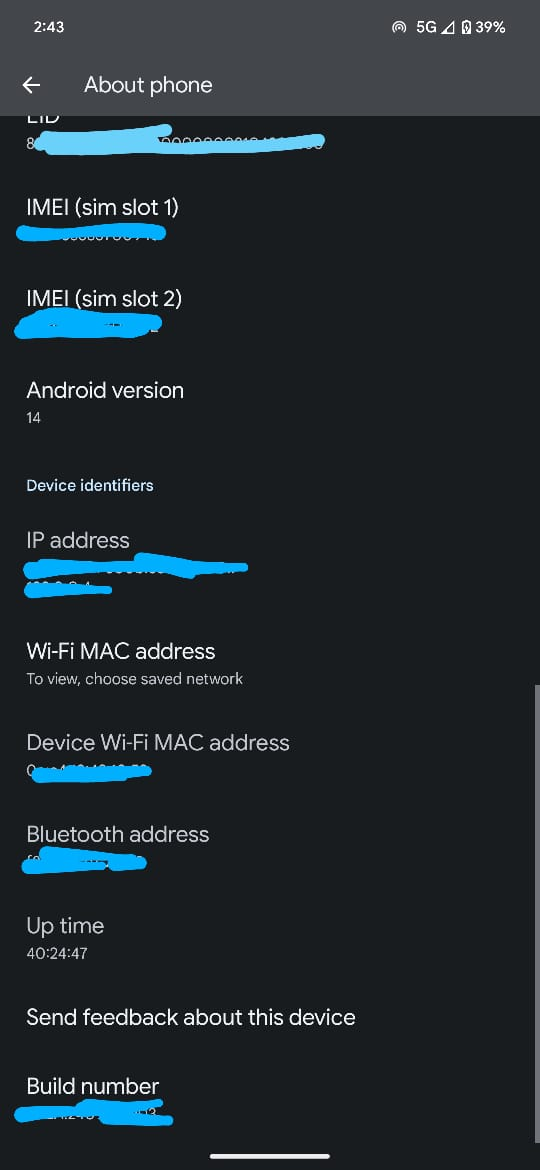 2:43
5G 39%
About phone
EID
IMEI (sim slot 1)
IMEI (sim slot 2)
Android version
14
Device identifiers
IP address
Wi-Fi MAC address
To view, choose saved network
Device Wi-Fi MAC address
Bluetooth address
Up time
40:24:47
Send feedback about this device
Build number